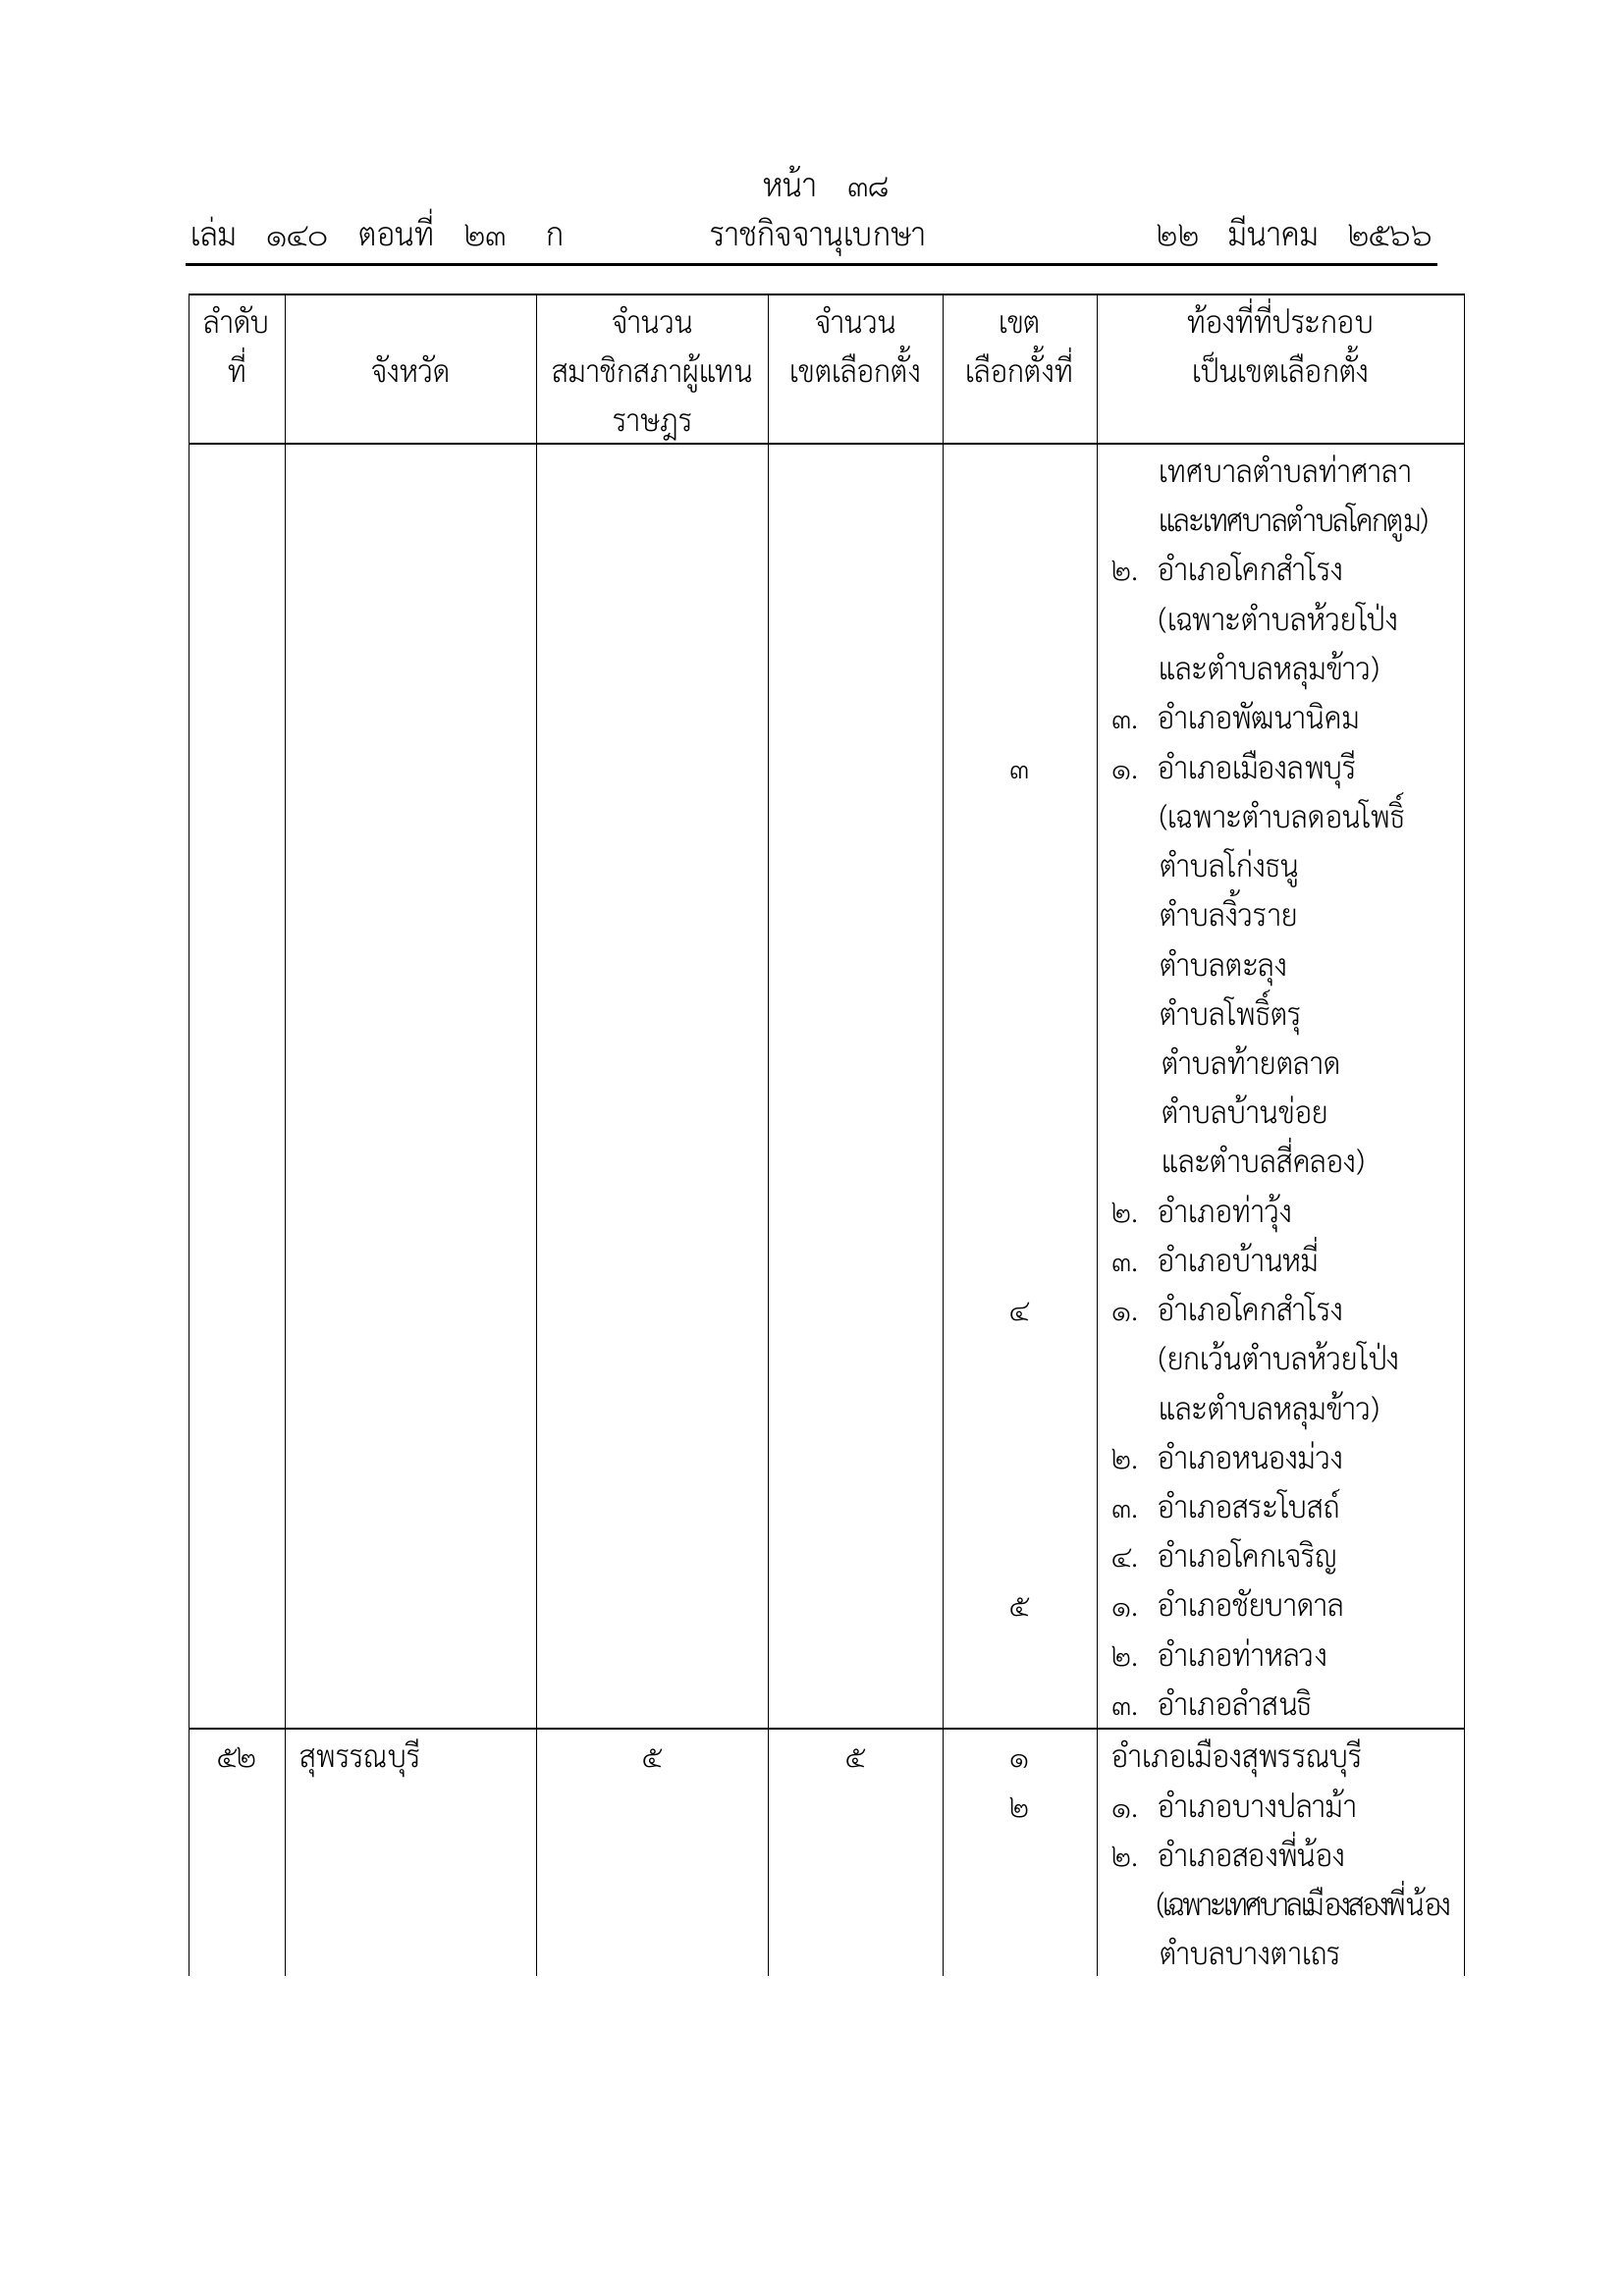 หน้า ๓๘
เล่ม ๑๔๐ ตอนที่ ๒๓ ก ราชกิจจานุเบกษา ๒๒ มีนาคม ๒๕๖๖
ลำดับ จำนวน จำนวน เขต ท้องที่ที่ประกอบ
ที่ จังหวัด สมาชิกสภาผู้แทน เขตเลือกตั้ง เลือกตั้งที่ เป็นเขตเลือกตั้ง
ราษฎร
เทศบาลตำบลท่าศาลา
และเทศบาลตำบลโคกตูม)
๒. อำเภอโคกสำโรง
(เฉพาะตำบลห้วยโป่ง
และตำบลหลุมข้าว)
๓. อำเภอพัฒนานิคม
๓ ๑. อำเภอเมืองลพบุรี
(เฉพาะตำบลดอนโพธิ์
ตำบลโก่งธนู
ตำบลงิ้วราย
ตำบลตะลุง
ตำบลโพธิ์ตรุ
ตำบลท้ายตลาด
ตำบลบ้านข่อย
และตำบลสี่คลอง)
๒. อำเภอท่าวุ้ง
๓. อำเภอบ้านหมี่
๔ ๑. อำเภอโคกสำโรง
(ยกเว้นตำบลห้วยโป่ง
และตำบลหลุมข้าว)
๒. อำเภอหนองม่วง
๓. อำเภอสระโบสถ์
๔. อำเภอโคกเจริญ
๕ ๑. อำเภอชัยบาดาล
๒. อำเภอท่าหลวง
๓. อำเภอลำสนธิ
๕๒ สุพรรณบุรี ๕ ๕ ๑ อำเภอเมืองสุพรรณบุรี
๒ ๑. อำเภอบางปลาม้า
๒. อำเภอสองพี่น้อง
(เฉพาะเทศบาลเมืองสองพี่น้อง
ตำบลบางตาเถร